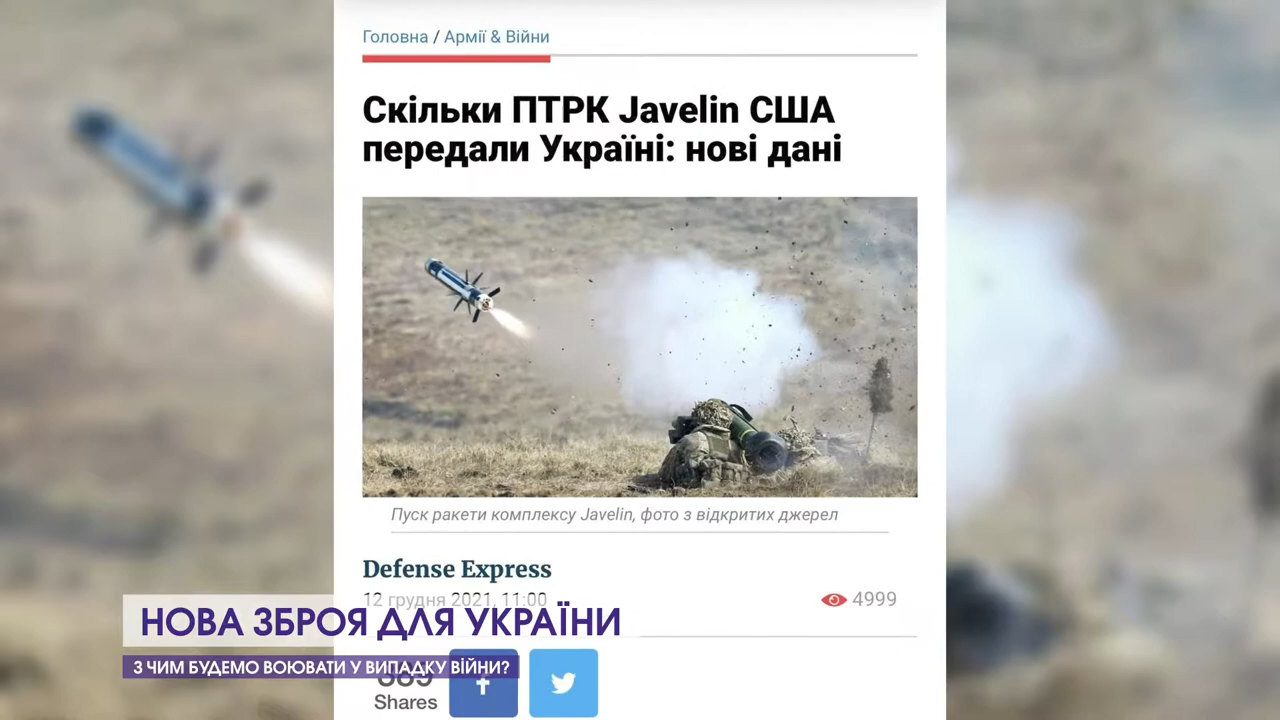 Головна / Армії & Війни
Скільки ПТРК Javelin США
передали Україні: нові дані
Пуск ракети комплексу Javelin, фото з відкритих джерел
Defense Express
12 грудня 2021, 11:00
4999
НОВА ЗБРОЯ ДЛЯ УКРАЇНИ
З ЧИМ БУДЕМО ВОЮВАТИ У ВИПАДКУ ВІЙНИ?
Shares